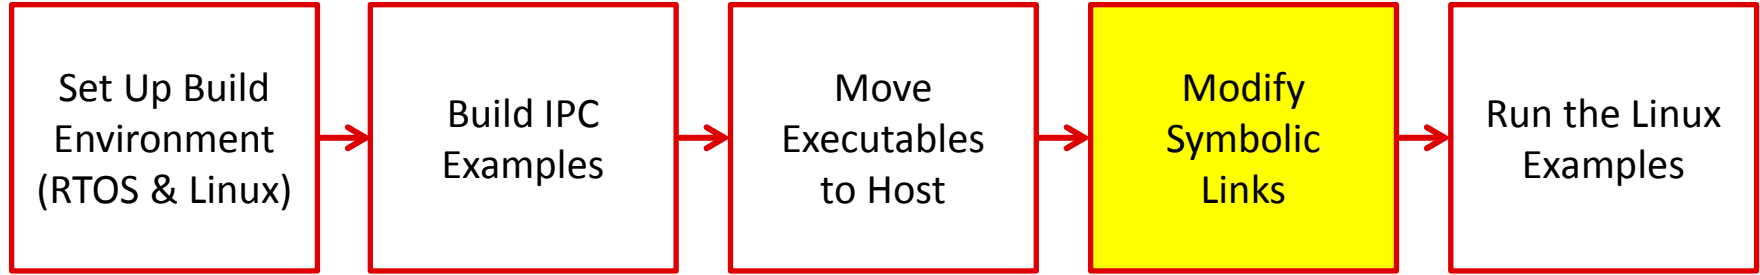 Set Up Build
Environment
(RTOS & Linux)
Build IPC
Examples
Move
Executables
to Host
Modify
Symbolic
Links
Run the Linux
Examples